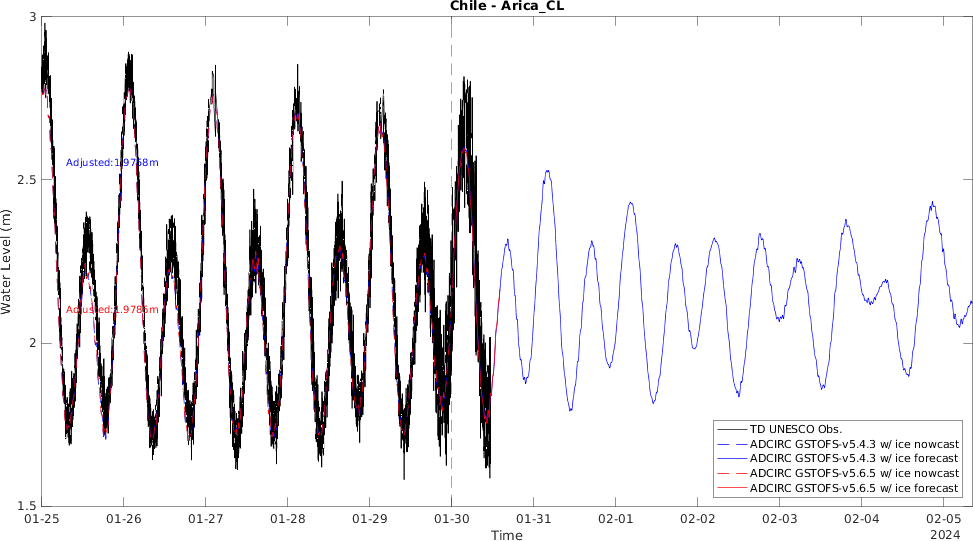 Chile - Arica_CL
3
2.5
2
1.5
Water Level (m)
Adjusted:1.9768m
Adjusted:1.9786m
TD UNESCO Obs.
ADCIRC GSTOFS-v5.4.3 w/ ice nowcast
ADCIRC GSTOFS-v5.4.3 w/ ice forecast
ADCIRC GSTOFS-v5.6.5 w/ ice nowcast
ADCIRC GSTOFS-v5.6.5 w/ ice forecast
01-25 01-26 01-27 01-28 01-29 01-30 01-31 02-01 02-02 02-03 02-04 02-05
Time
2024